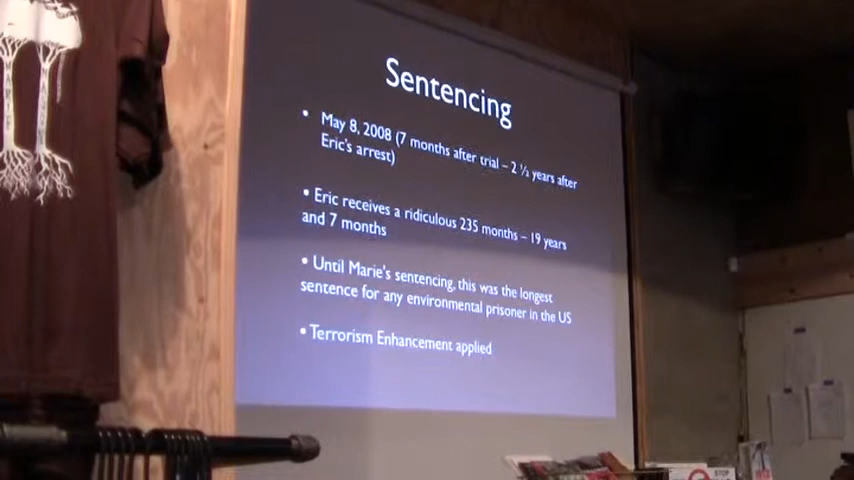 Sentencing
• May 8, 2008 (7 months after trial – 2 ½ years after
Eric's arrest)
• Eric receives a ridiculous 235 months – 19 years
and 7 months
• Until Marie's sentencing, this was the longest
sentence for any environmental prisoner in the US
• Terrorism Enhancement applied
STOP